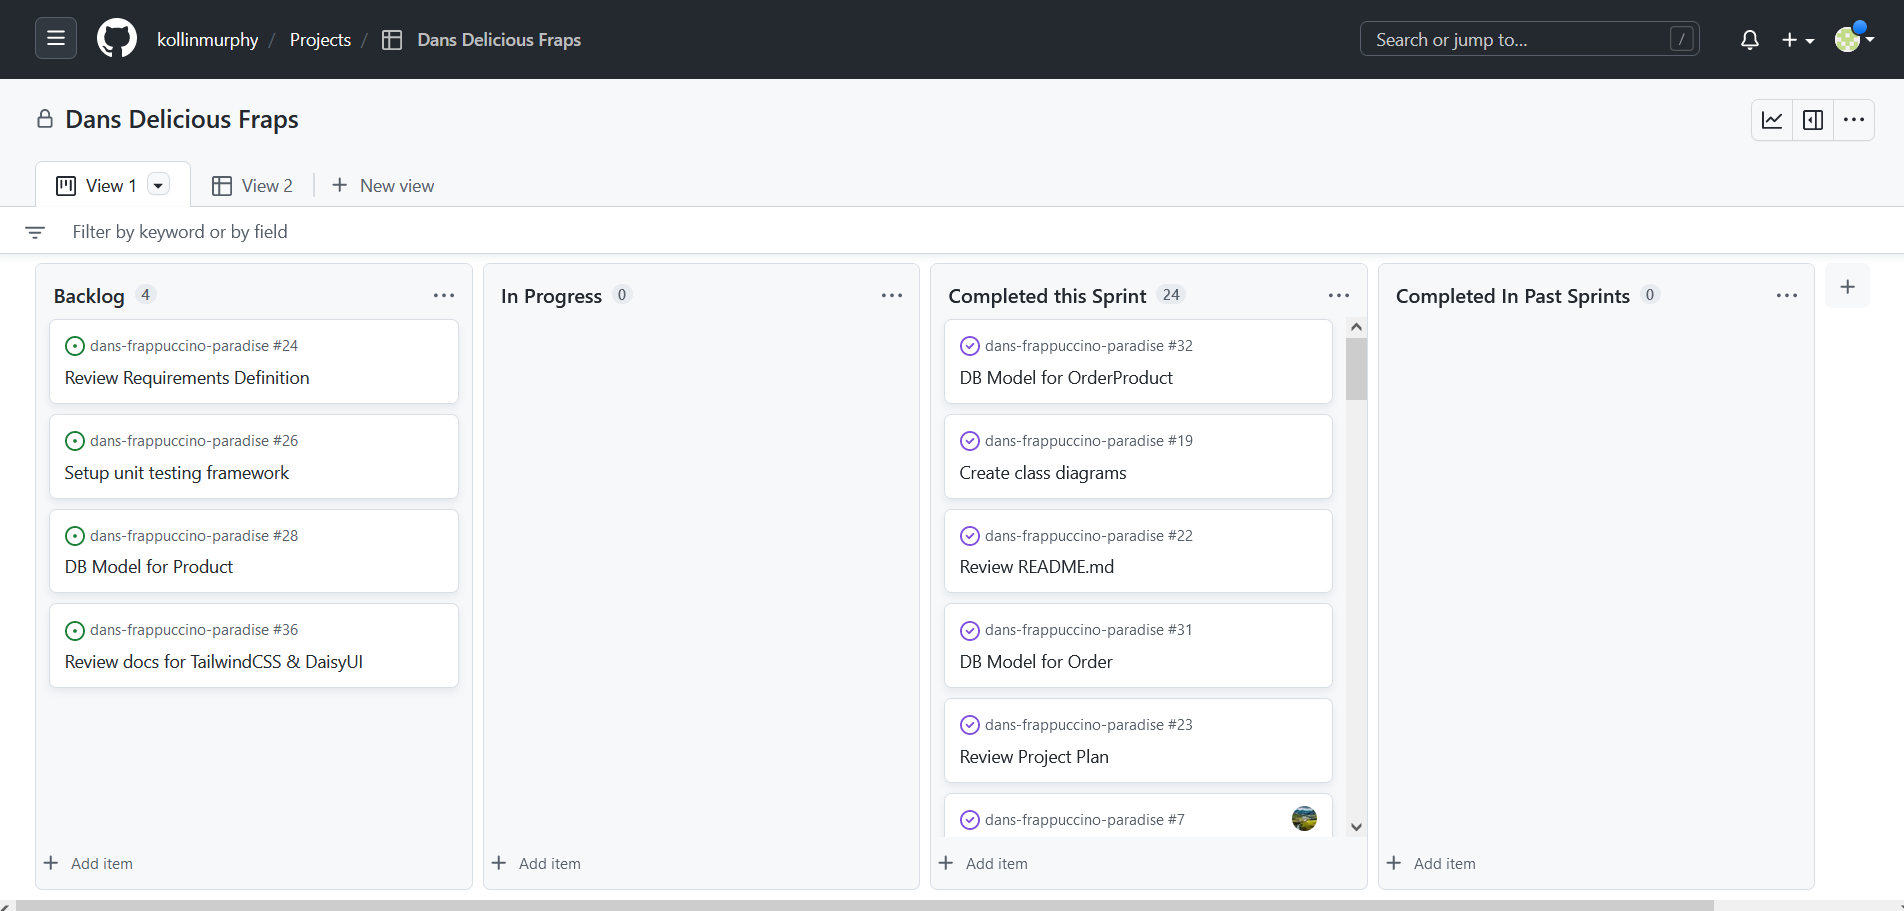 kollinmurphy / Projects / Dans Delicious Fraps
Search or jump to... /
Dans Delicious Fraps
View 1 View 2 New view
Filter by keyword or by field
Backlog 4
dans-frappuccino-paradise #24
Review Requirements Definition
dans-frappuccino-paradise #26
Setup unit testing framework
dans-frappuccino-paradise #28
DB Model for Product
dans-frappuccino-paradise #36
Review docs for TailwindCSS & DaisyUI
Add item
In Progress 0
Add item
Completed this Sprint 24
dans-frappuccino-paradise #32
DB Model for OrderProduct
dans-frappuccino-paradise #19
Create class diagrams
dans-frappuccino-paradise #22
Review README.md
dans-frappuccino-paradise #31
DB Model for Order
dans-frappuccino-paradise #23
Review Project Plan
dans-frappuccino-paradise #7
Add item
Completed In Past Sprints 0
Add item